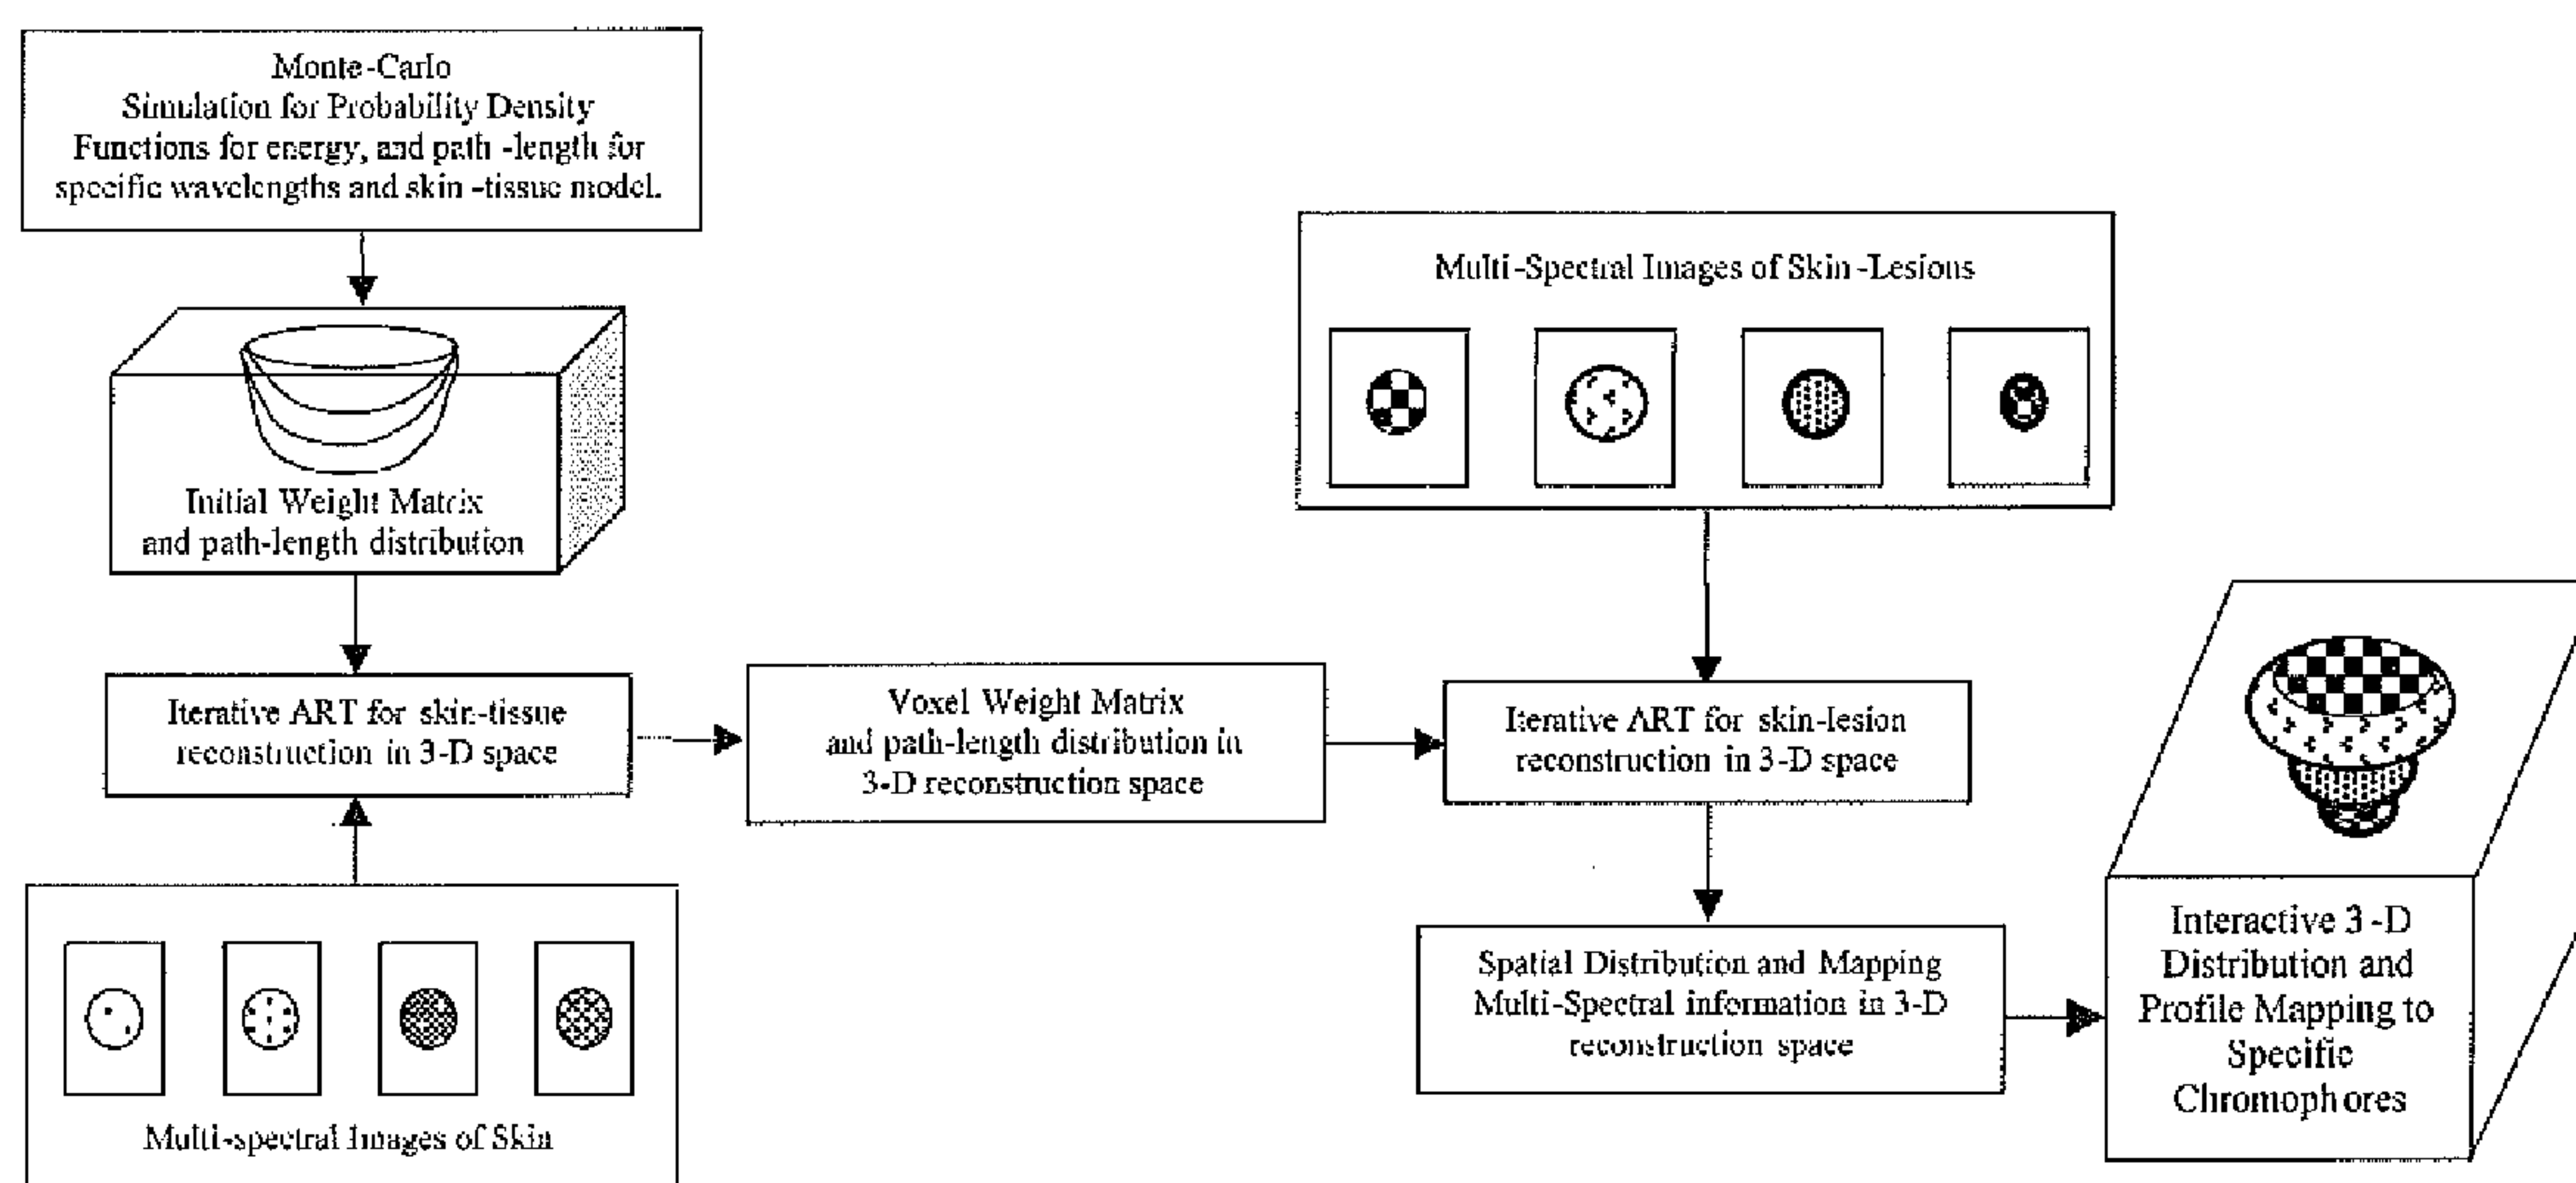 Monte-Carlo
Simulation for Probability Density
Functions for energy, and path -length for
specific wavelengths and skin -tissue model.
Initial Weight Matrix
and path-length distribution
Iterative ART for skin-tissue
reconstruction in 3-D space
Multi-spectral Images of Skin
Voxel Weight Matrix
and path-length distribution in
3-D reconstruction space
Multi-Spectral Images of Skin-Lesions
Iterative ART for skin-lesion
reconstruction in 3-D space
Spatial Distribution and Mapping
Multi-Spectral information in 3-D
reconstruction space
Interactive 3-D
Distribution and
Profile Mapping to
Specific
Chromophores